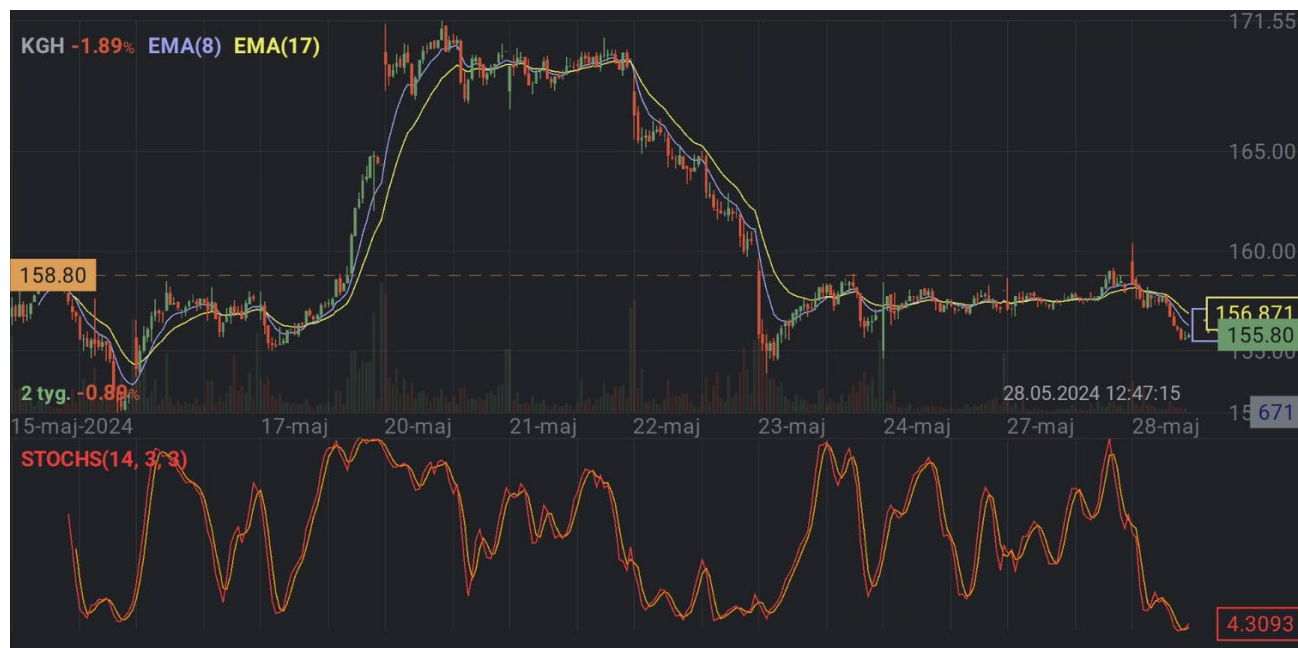 171.55
KGH -1.89% EMA(8) EMA(17)
165.00
160.00
158.80
156.871
155.80
2 tyg. -0.89%
28.05.2024 12:47:15
671
15-maj-2024 17-maj 20-maj 21-maj 22-maj 23-maj 24-maj 27-maj 28-maj
STOCHS(14, 3, 3)
4.3093